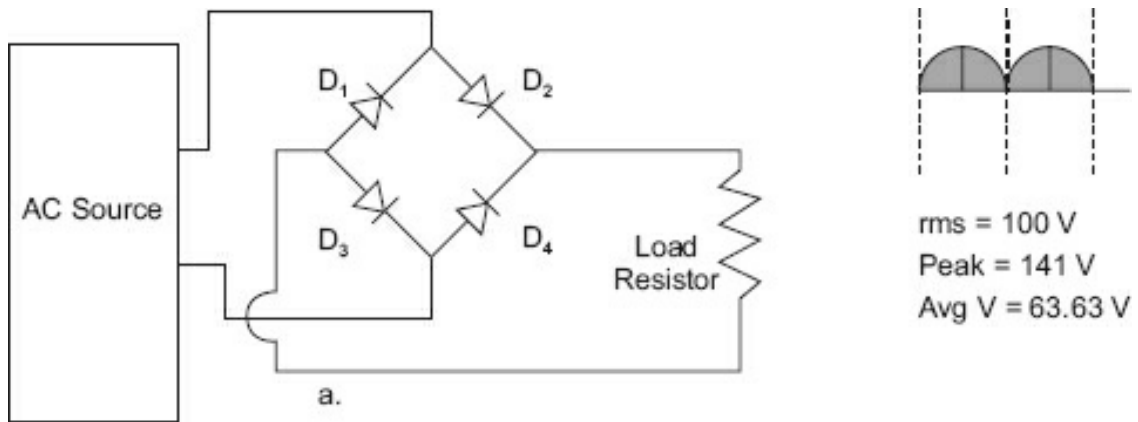 D₁
D₂
AC Source
D₃
D₄
Load
Resistor
a.
rms = 100 V
Peak = 141 V
Avg V = 63.63 V